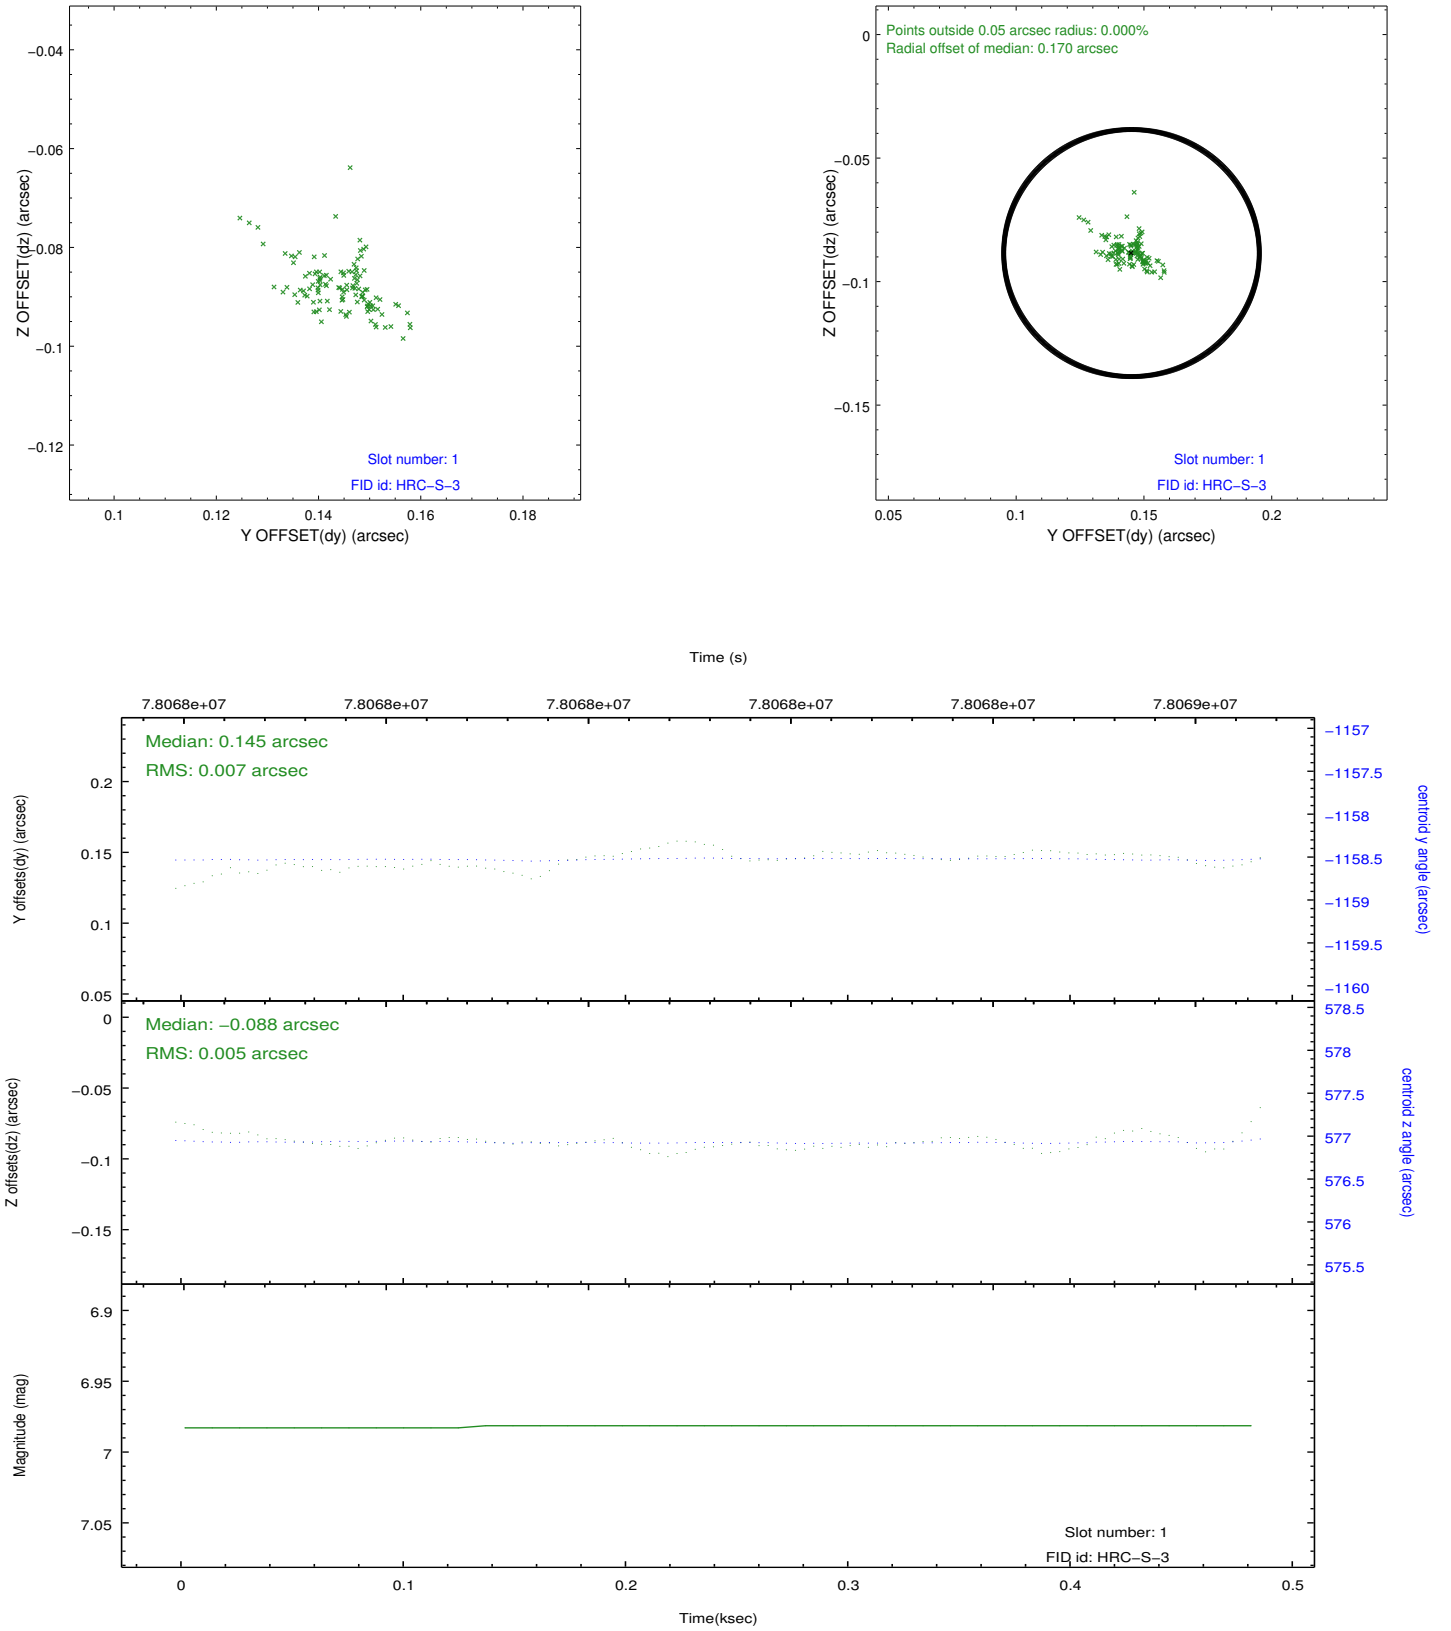 −0.04
−0.06
−0.08
−0.1
−0.12
Z OFFSET(dz) (arcsec)
Slot number: 1
FID id: HRC−S−3
0.1 0.12 0.14 0.16 0.18
Y OFFSET(dy) (arcsec)
Points outside 0.05 arcsec radius: 0.000%
Radial offset of median: 0.170 arcsec
0
−0.05
−0.1
−0.15
Z OFFSET(dz) (arcsec)
Slot number: 1
FID id: HRC−S−3
0.05 0.1 0.15 0.2
Y OFFSET(dy) (arcsec)
Time (s)
7.8068e+07 7.8068e+07 7.8068e+07 7.8068e+07 7.8068e+07 7.8069e+07
Median: 0.145 arcsec
RMS: 0.007 arcsec
0.2
0.15
0.1
0.05
Y offsets(dy) (arcsec)
−1157
−1157.5
−1158
−1158.5
−1159
−1159.5
−1160
centroid y angle (arcsec)
Median: −0.088 arcsec
RMS: 0.005 arcsec
0
−0.05
−0.1
−0.15
Z offsets(dz) (arcsec)
578.5
578
577.5
577
576.5
576
575.5
centroid z angle (arcsec)
6.9
6.95
7
7.05
Magnitude (mag)
Slot number: 1
FID id: HRC−S−3
0 0.1 0.2 0.3 0.4 0.5
Time(ksec)